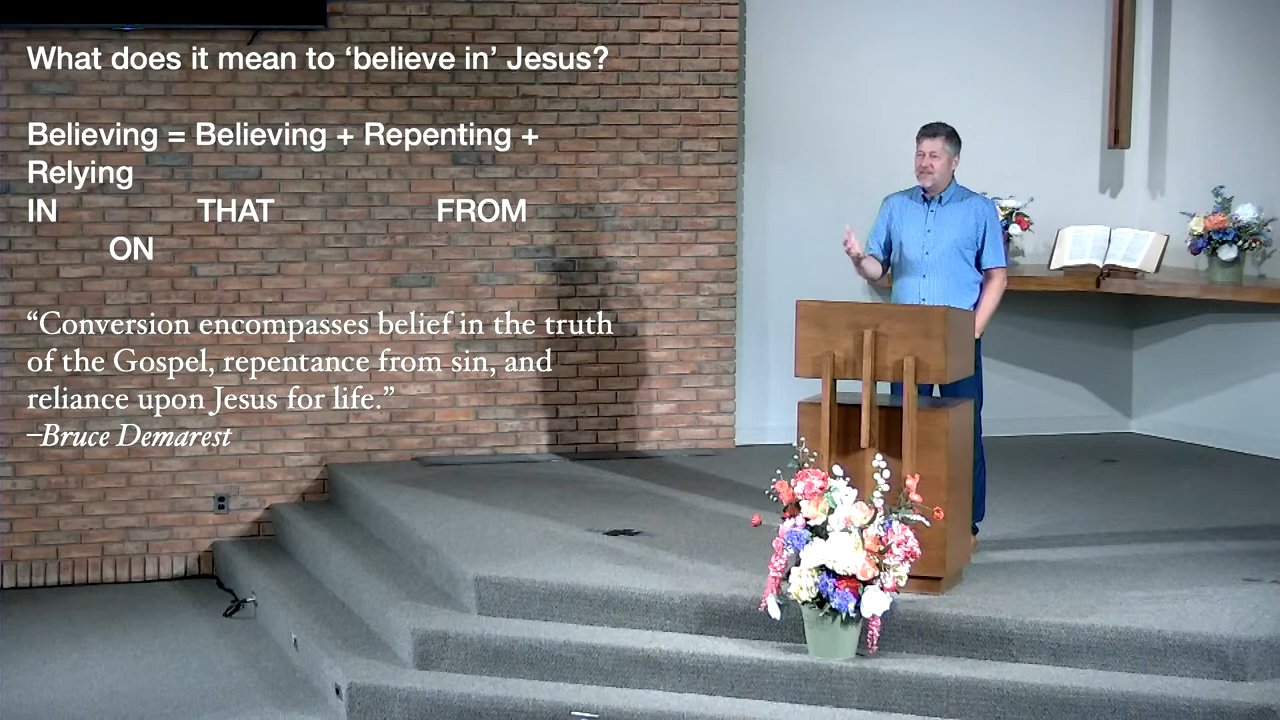 What does it mean to ‘believe in’ Jesus?
Believing = Believing + Repenting +
Relying
IN THAT FROM
ON
“Conversion encompasses belief in the truth
of the Gospel, repentance from sin, and
reliance upon Jesus for life.”
–Bruce Demarest